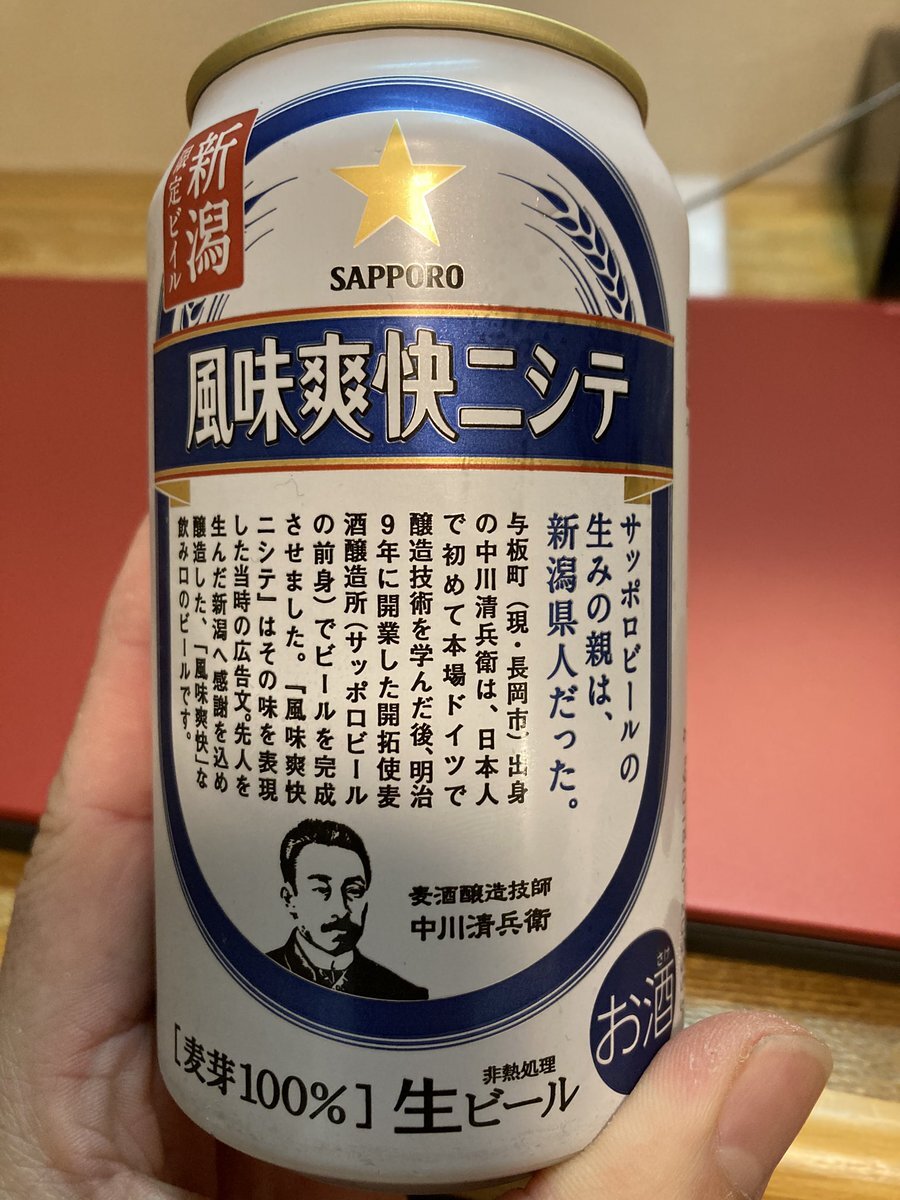 新潟
限定ビイル
SAPPORO
風味爽快ニシテ
サッポロビールの
生みの親は、
新潟県人だった。
与板町（現・長岡市）出身
の中川清兵衛は、日本人
で初めて本場ドイツで
醸造技術を学んだ後、明治
9年に開業した開拓使麦
酒醸造所（サッポロビール
の前身）でビールを完成
させました。「風味爽快
ニシテ」はその味を表現
した当時の広告文。先人を
生んだ新潟へ感謝を込め
醸造した、「風味爽快」な
飲み口のビールです。
麦酒醸造技師
中川清兵衛
さけ
お酒
[麦芽100%]
非熱処理
生ビール